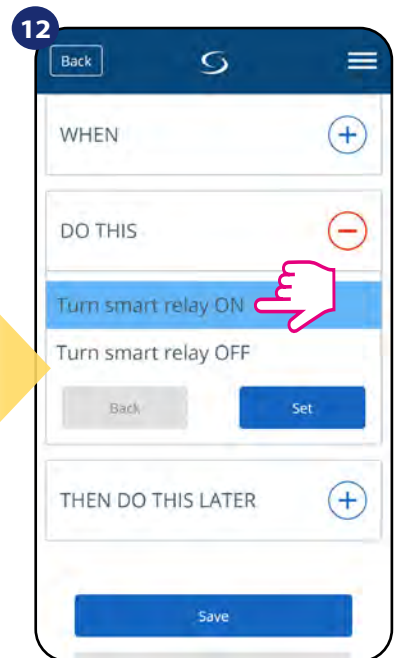 12
Back
WHEN
DO THIS
Turn smart relay ON
Turn smart relay OFF
Back Set
THEN DO THIS LATER
Save